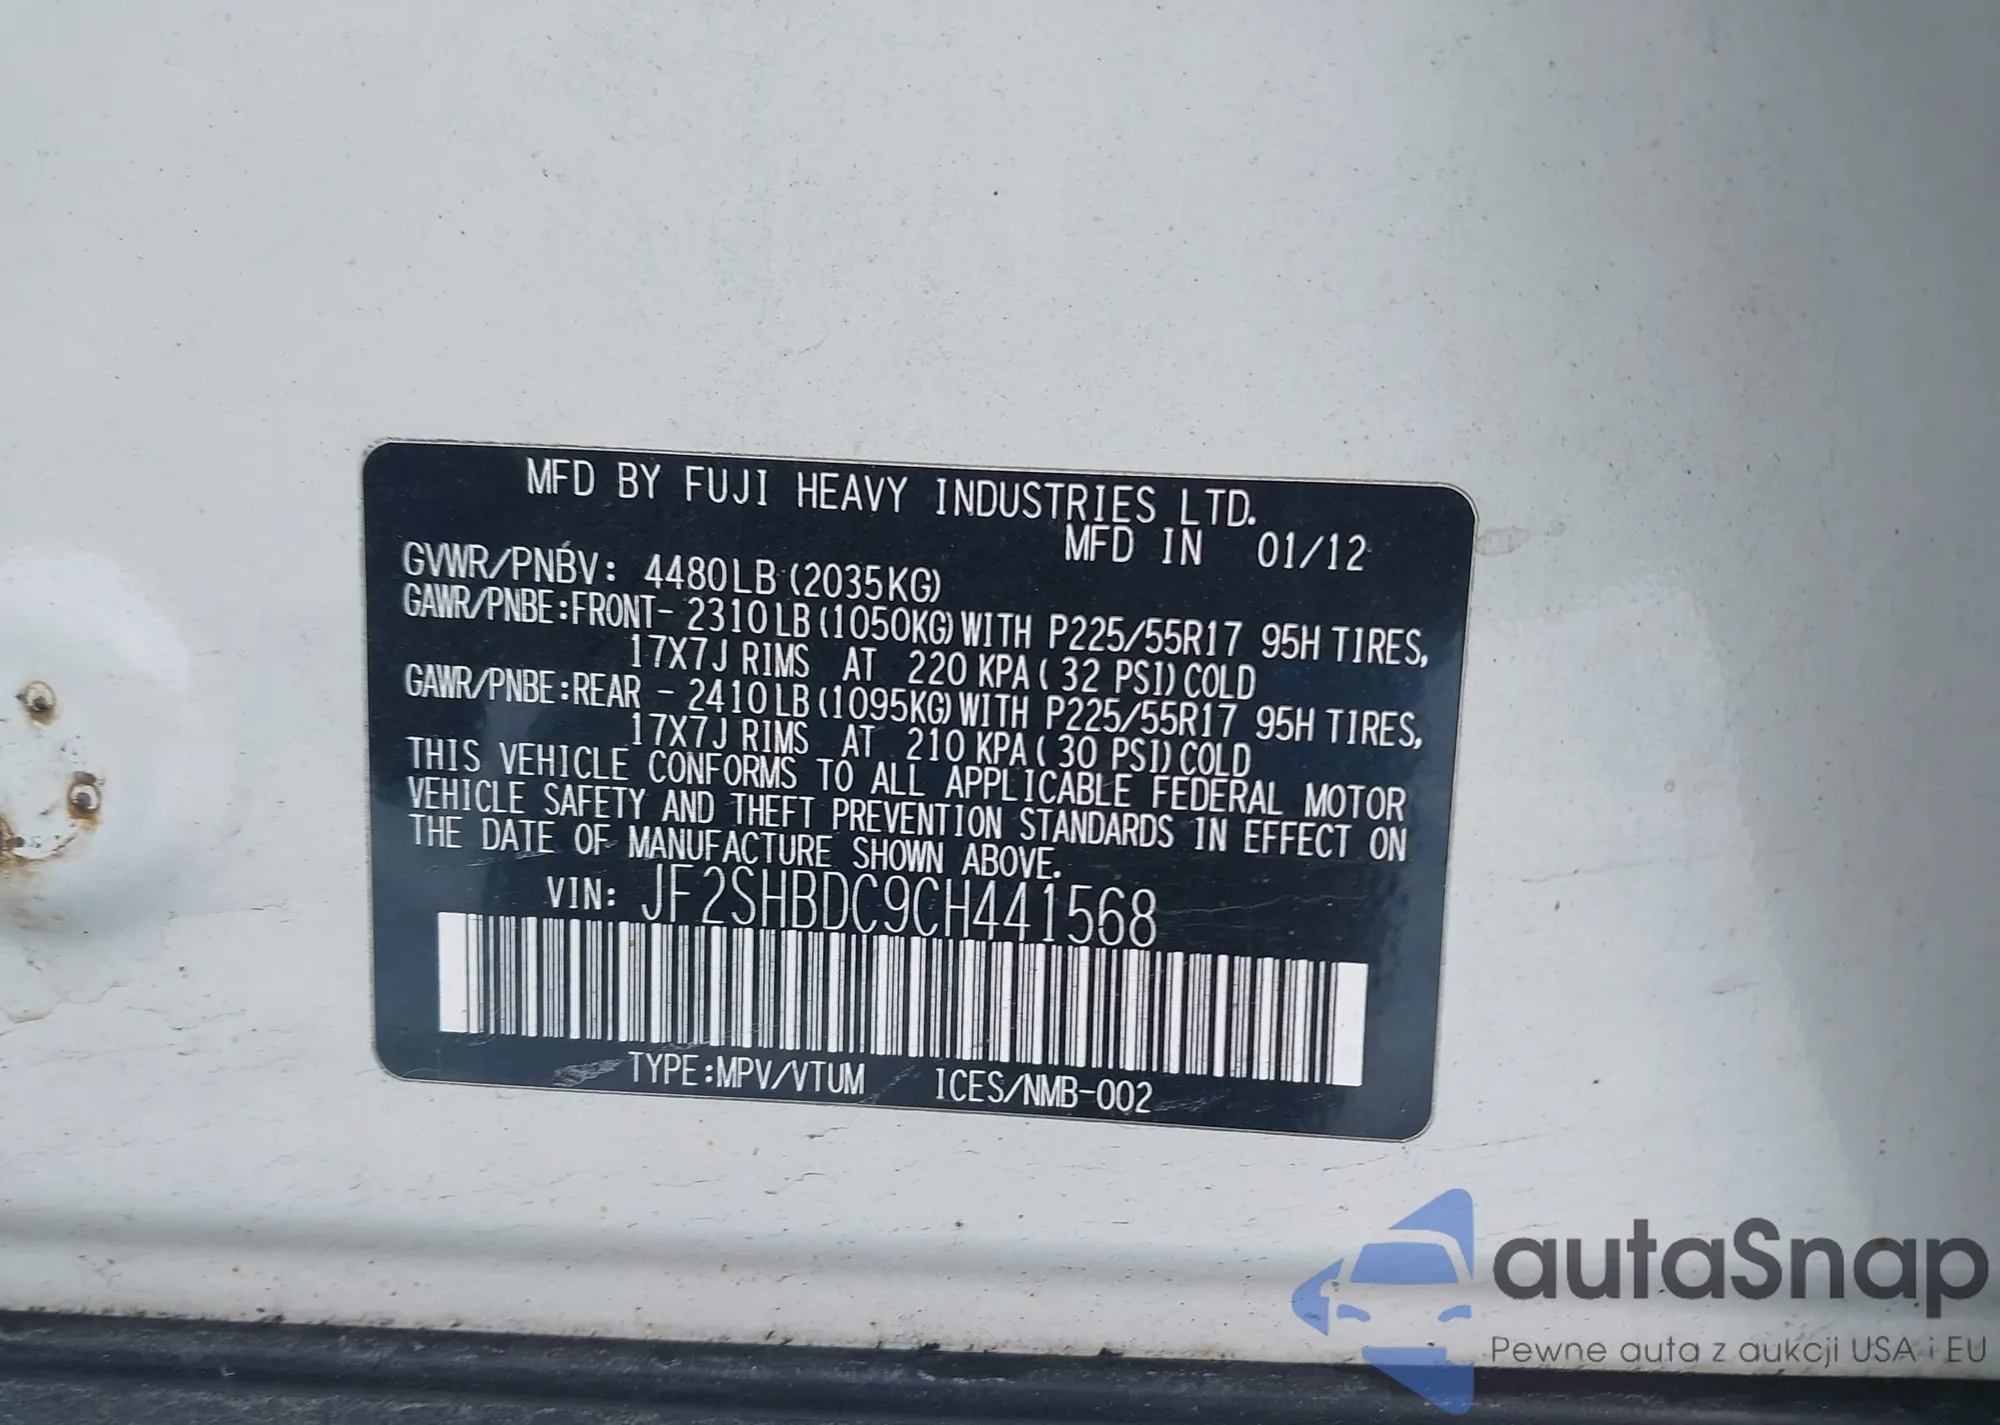 MFD BY FUJI HEAVY INDUSTRIES LTD.
MFD IN 01/12
GVWR/PNBV: 4480LB (2035KG)
GAWR/PNBE:FRONT- 2310LB(1050KG)WITH P225/55R17 95H TIRES,
17X7J RIMS AT 220 KPA( 32 PSI)COLD
GAWR/PNBE:REAR - 2410LB(1095KG)WITH P225/55R17 95H TIRES,
17X7J RIMS AT 210 KPA( 30 PSI)COLD
THIS VEHICLE CONFORMS TO ALL APPLICABLE FEDERAL MOTOR
VEHICLE SAFETY AND THEFT PREVENTION STANDARDS IN EFFECT ON
THE DATE OF MANUFACTURE SHOWN ABOVE.
VIN: JF2SHBDC9CH441568
TYPE:MPV/VTUM ICES/NMB-002
autaSnap
Pewne auta z aukcji USA i EU